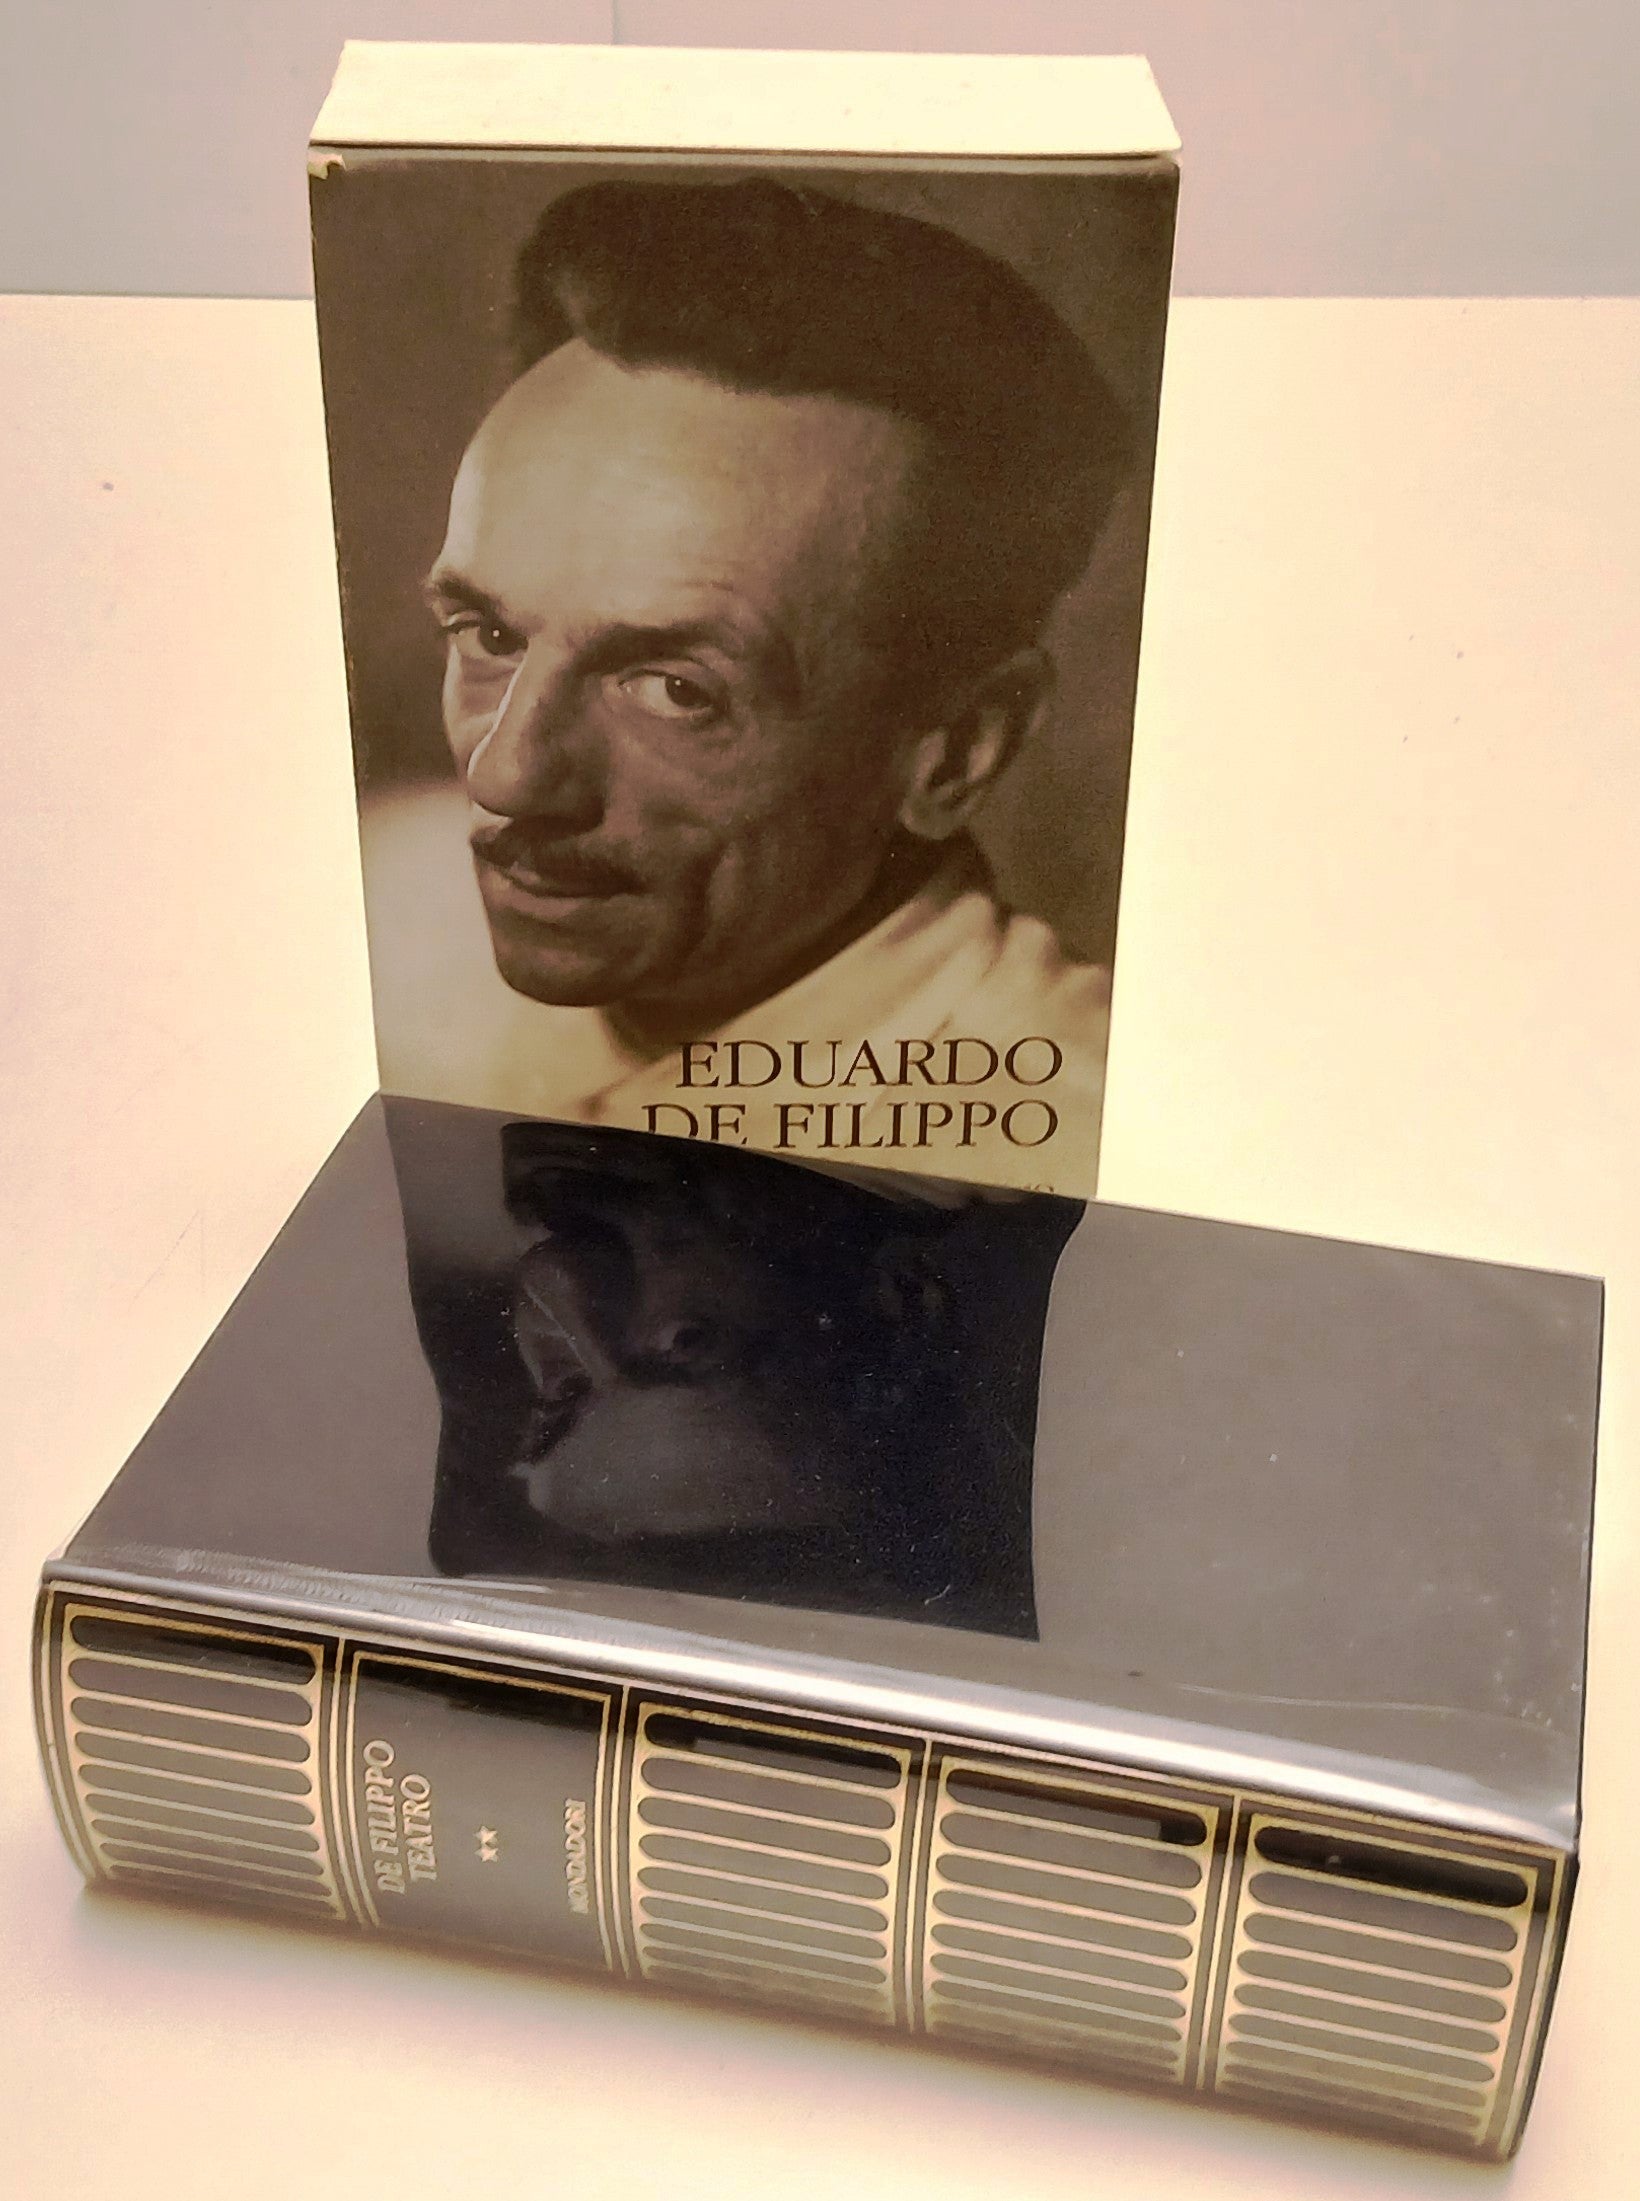 EDUARDO
DE FILIPPO
DE FILIPPO
TEATRO
MONDADORI